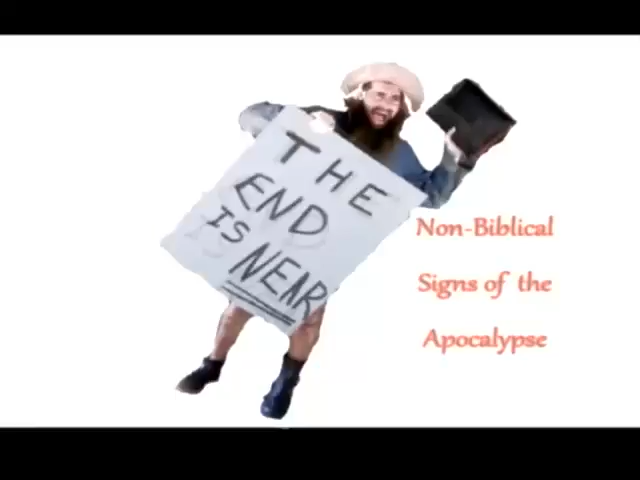 THE
END
IS
NEAR
Non-Biblical
Signs of the
Apocalypse